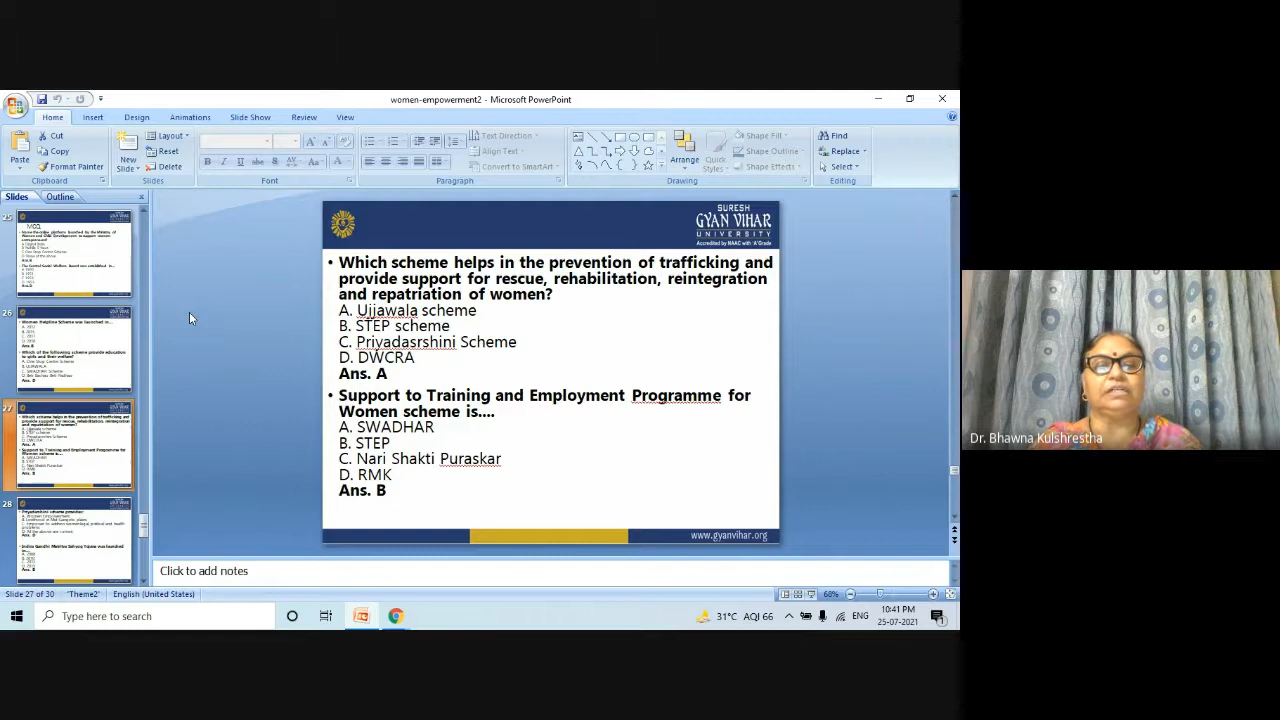 women-empowerment2 - Microsoft PowerPoint
Home Insert Design Animations Slide Show Review View
Paste
Cut
Copy
Format Painter
Clipboard
New Slide
Layout
Reset
Delete
Slides
Font
Text Direction
Align Text
Convert to SmartArt
Paragraph
Arrange
Quick Styles
Shape Fill
Shape Outline
Shape Effects
Drawing
Find
Replace
Select
Editing
Slides Outline
25
26
27
28
SURESH
GYAN VIHAR
UNIVERSITY
Accredited by NAAC with 'A' Grade
• Which scheme helps in the prevention of trafficking and
provide support for rescue, rehabilitation, reintegration
and repatriation of women?
A. Ujjawala scheme
B. STEP scheme
C. Priyadasrshini Scheme
D. DWCRA
Ans. A
• Support to Training and Employment Programme for
Women scheme is....
A. SWADHAR
B. STEP
C. Nari Shakti Puraskar
D. RMK
Ans. B
www.gyanvihar.org
Click to add notes
Slide 27 of 30 "Theme2" English (United States) 68%
Type here to search
31°C AQI 66 ENG
10:41 PM
25-07-2021
Dr. Bhawna Kulshrestha